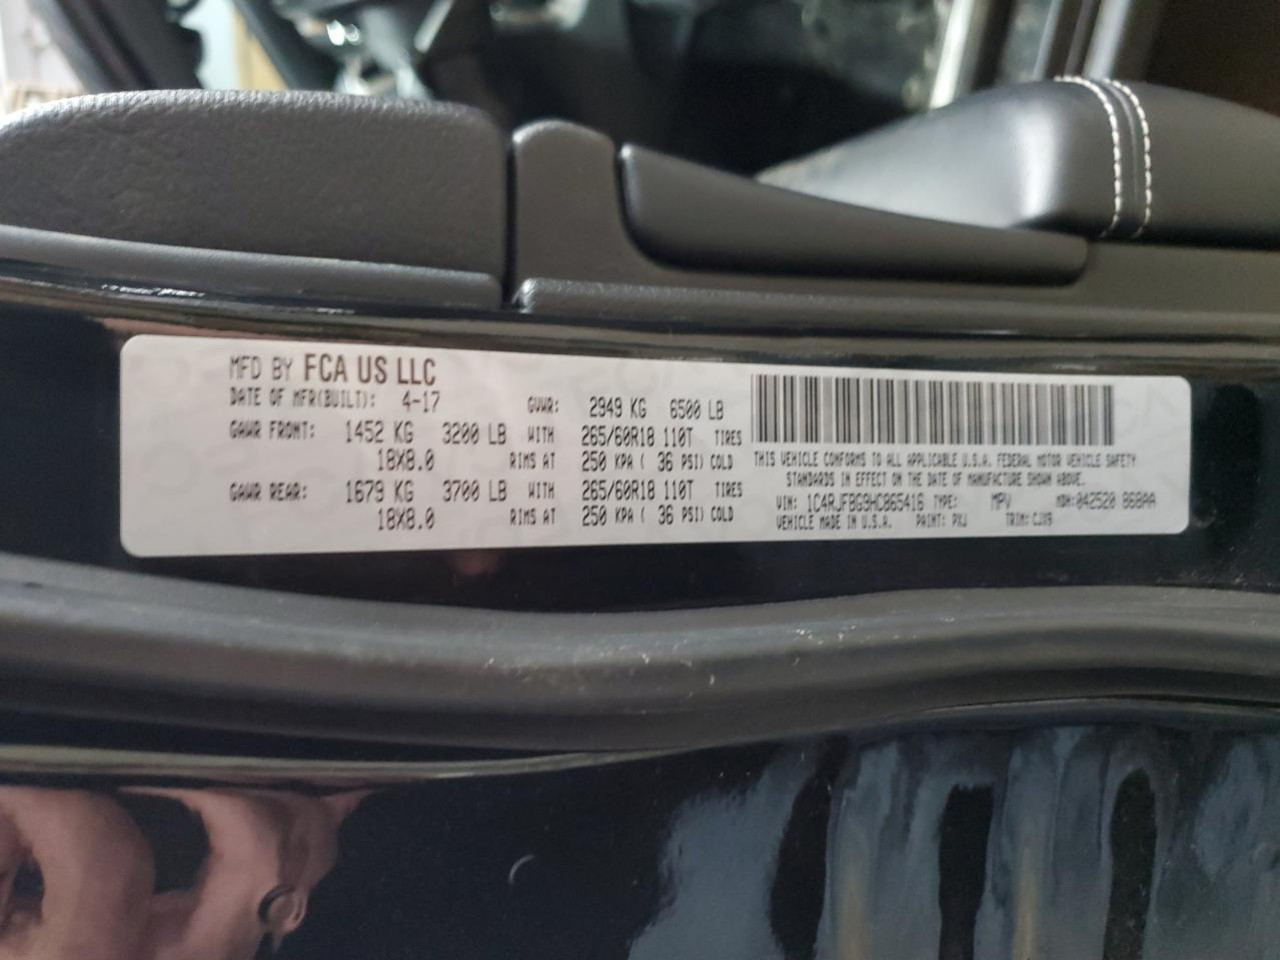 MFD BY FCA US LLC
DATE OF MFR(BUILT): 4-17 GVWR: 2949 KG 6500 LB
GAWR FRONT: 1452 KG 3200 LB WITH 265/60R18 110T TIRES
18X8.0 RIMS AT 250 KPA ( 36 PSI) COLD
GAWR REAR: 1679 KG 3700 LB WITH 265/60R18 110T TIRES
18X8.0 RIMS AT 250 KPA ( 36 PSI) COLD
THIS VEHICLE CONFORMS TO ALL APPLICABLE U.S.A. FEDERAL MOTOR VEHICLE SAFETY
STANDARDS IN EFFECT ON THE DATE OF MANUFACTURE SHOWN ABOVE.
VIN: 1C4RJFBG9HC865416 TYPE: MPV MDH: 042520 868AA
VEHICLE MADE IN U.S.A. PAINT: PXJ TRIM: CJX9